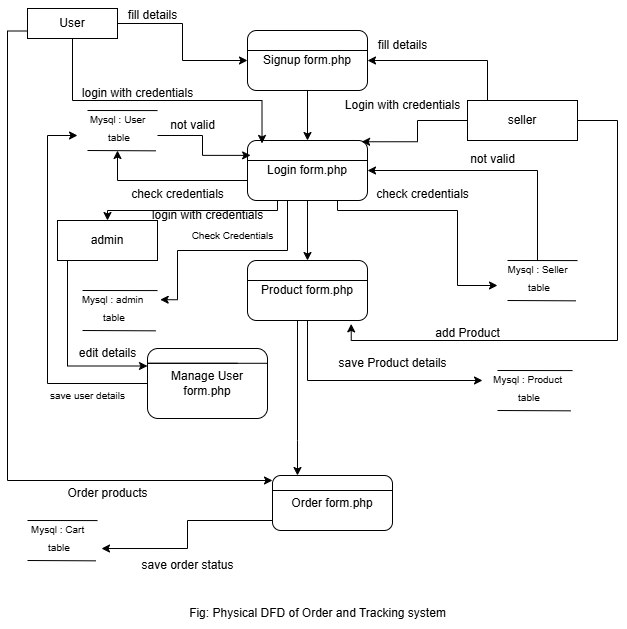 User
fill details
Signup form.php
fill details
login with credentials
Login with credentials
Mysql : User
table
not valid
seller
not valid
Login form.php
check credentials
check credentials
login with credentials
admin
Check Credentials
Mysql : Seller
table
Product form.php
Mysql : admin
table
add Product
edit details
save Product details
Manage User
form.php
save user details
Mysql : Product
table
Order products
Order form.php
Mysql : Cart
table
save order status
Fig: Physical DFD of Order and Tracking system